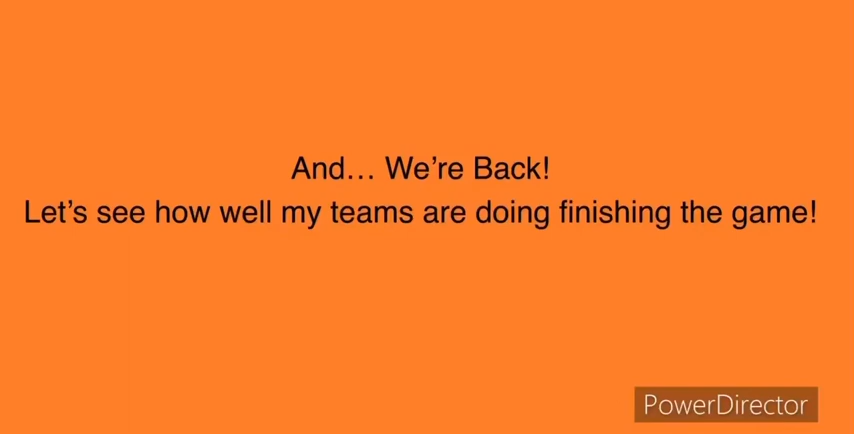 And… We’re Back!
Let’s see how well my teams are doing finishing the game!
PowerDirector